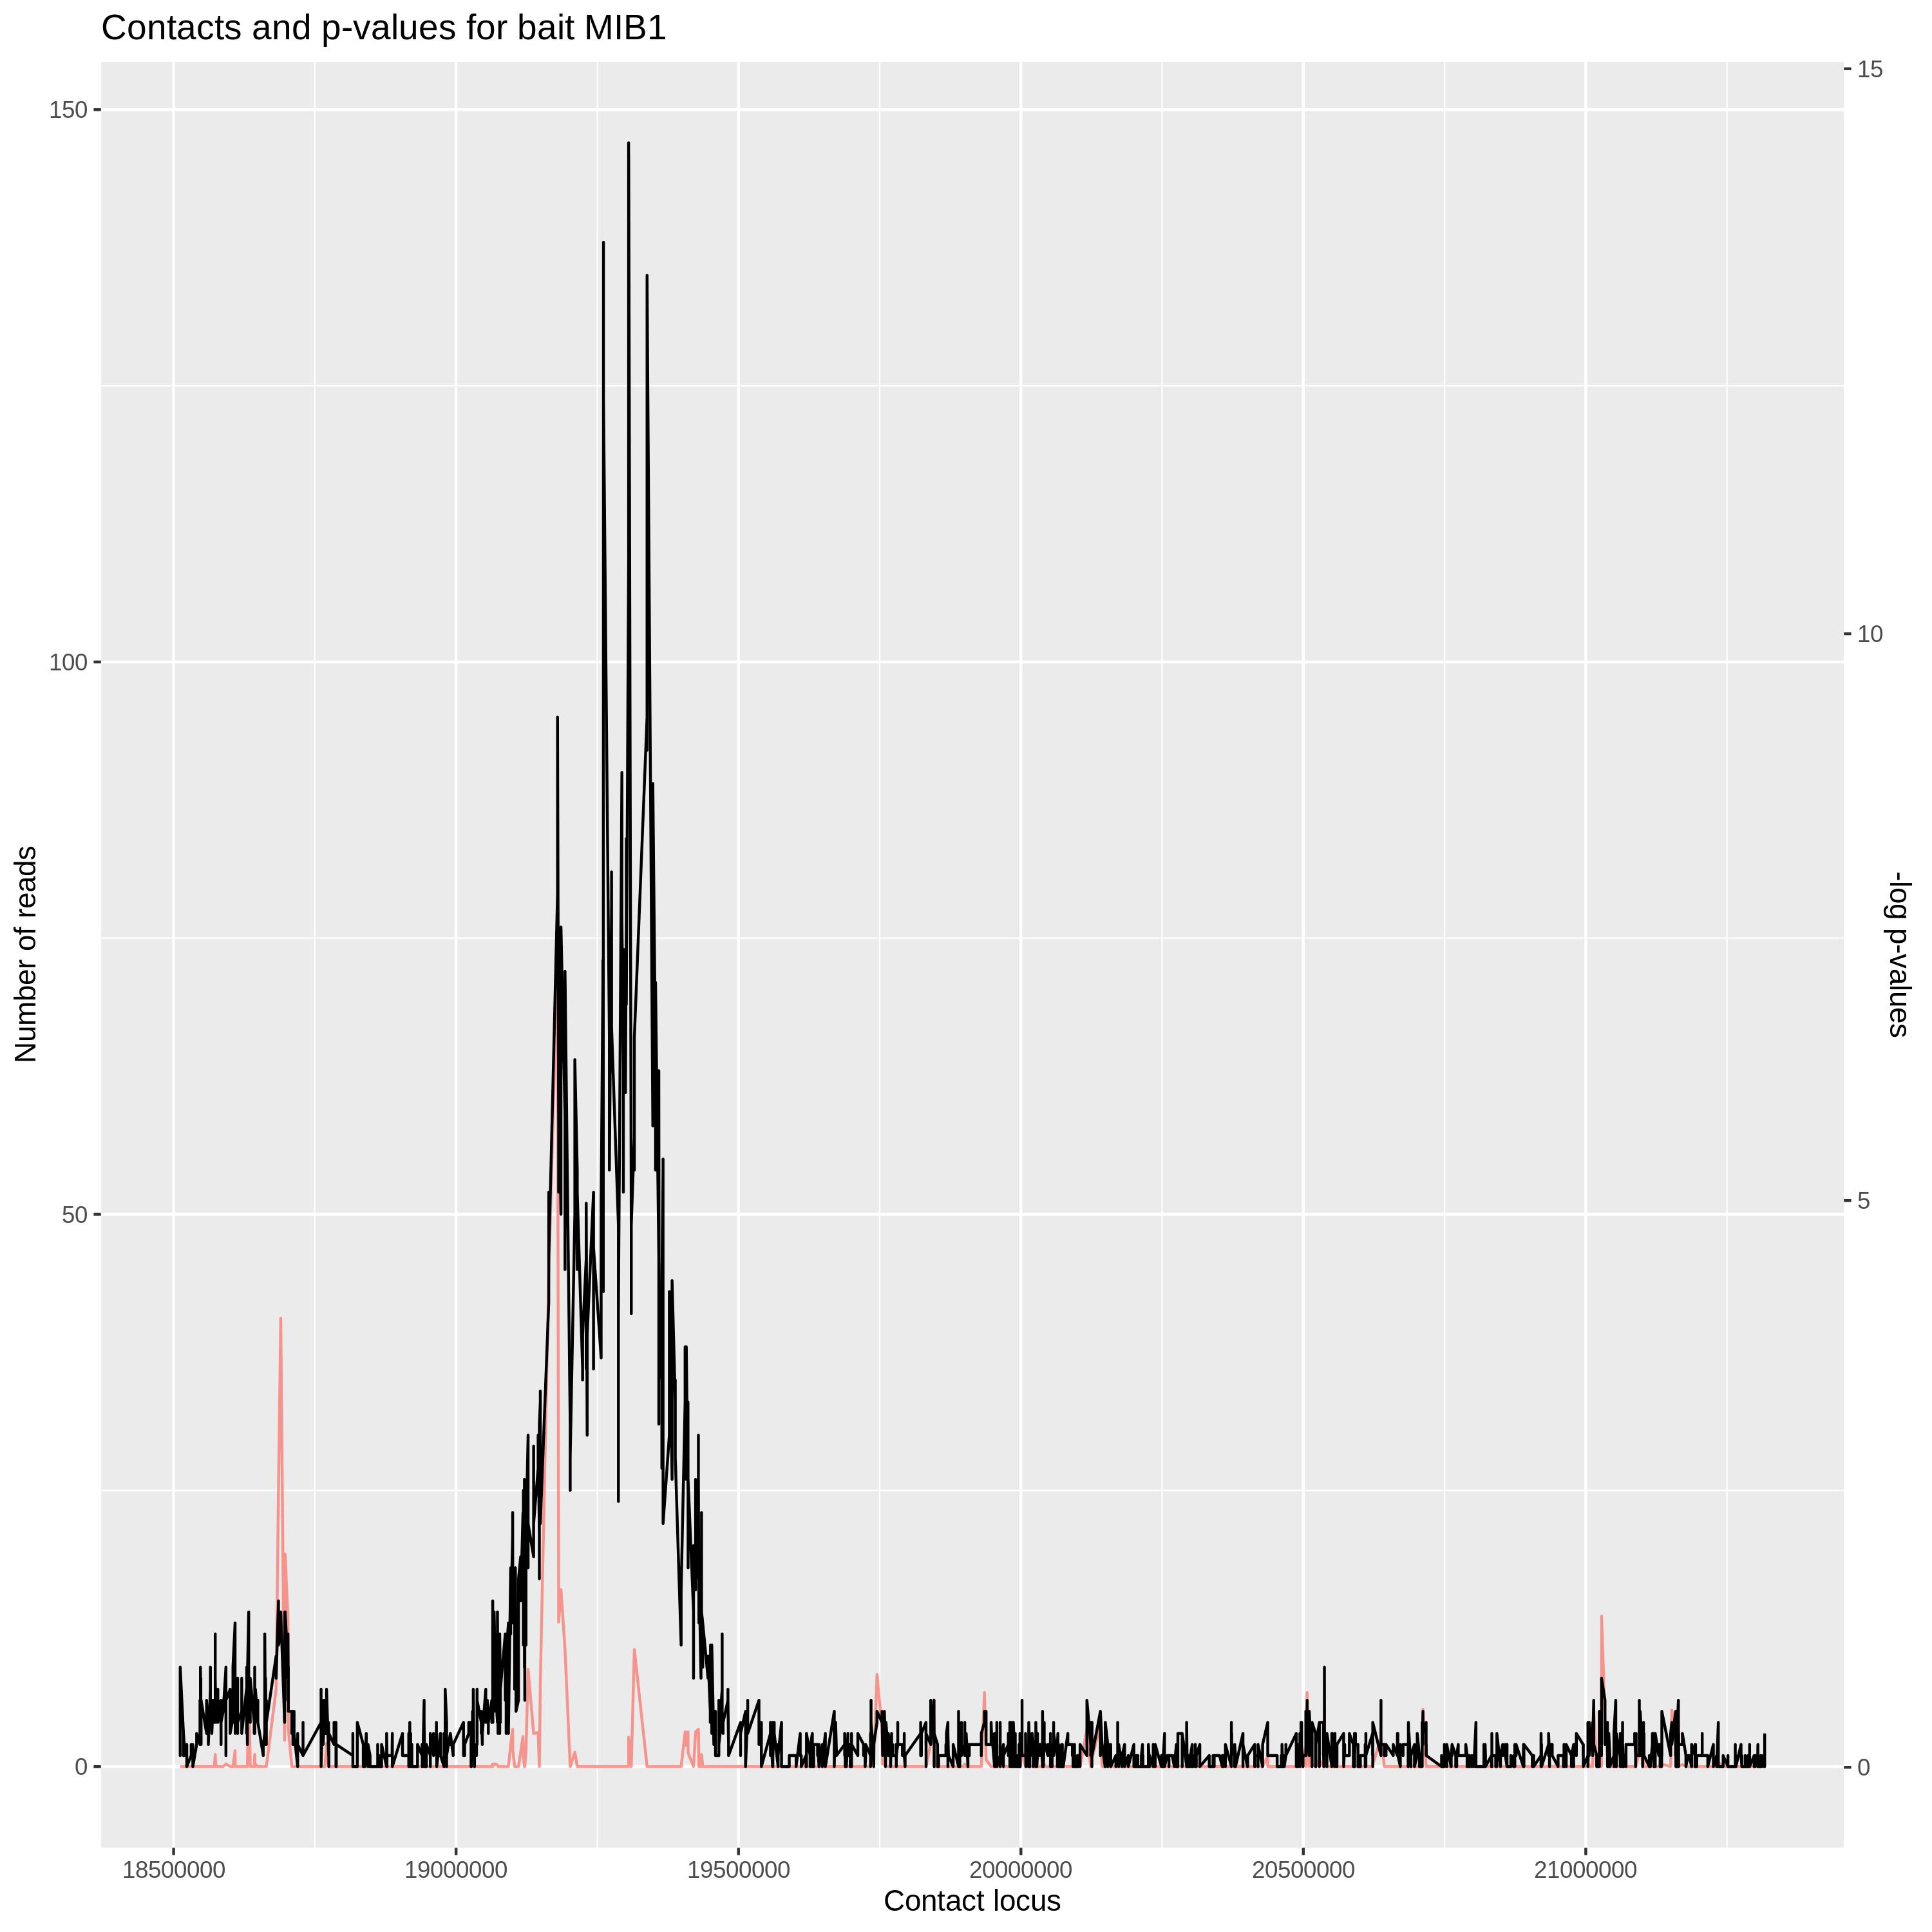 Contacts and p-values for bait MIB1
150
100
50
0
Number of reads
15
10
5
0
-log p-values
18500000 19000000 19500000 20000000 20500000 21000000
Contact locus